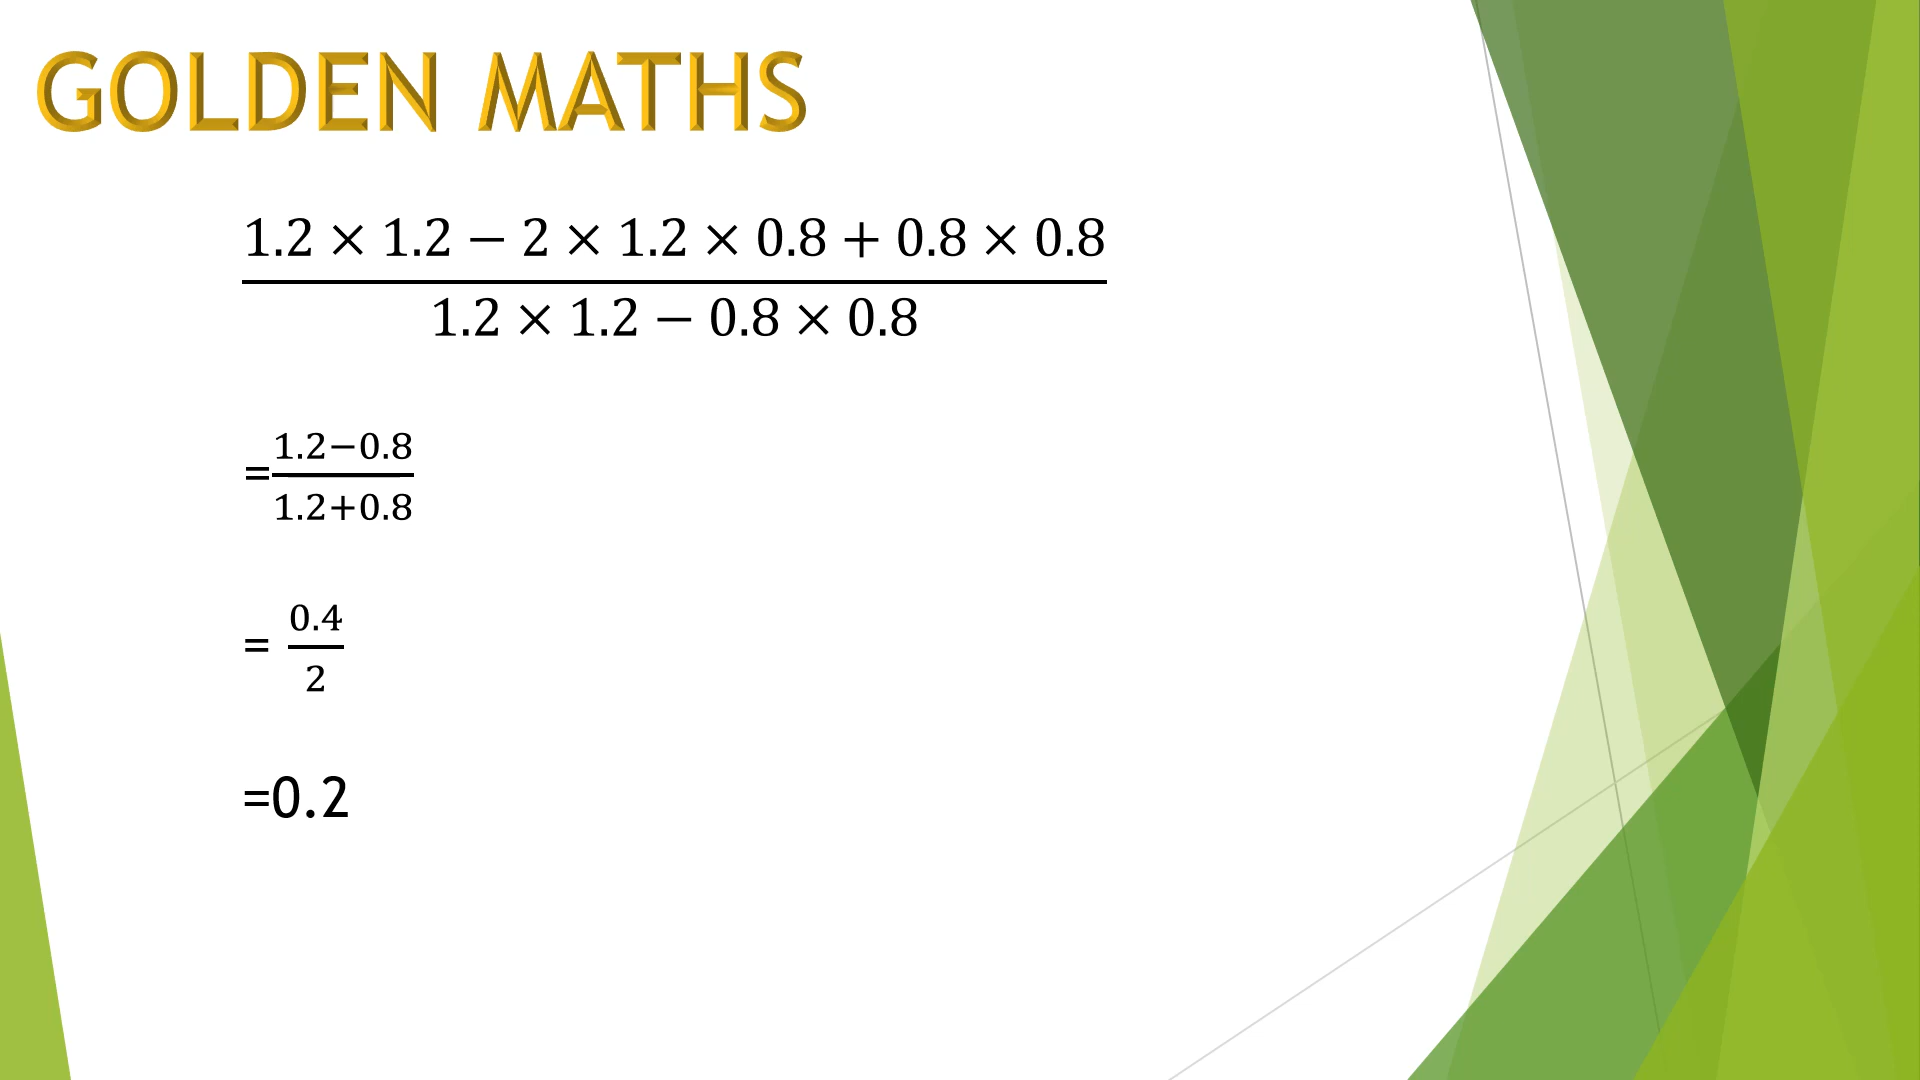 GOLDEN MATHS
1.2 × 1.2 − 2 × 1.2 × 0.8 + 0.8 × 0.8
1.2 × 1.2 − 0.8 × 0.8
=
1.2−0.8
1.2+0.8
=
0.4
2
=0.2